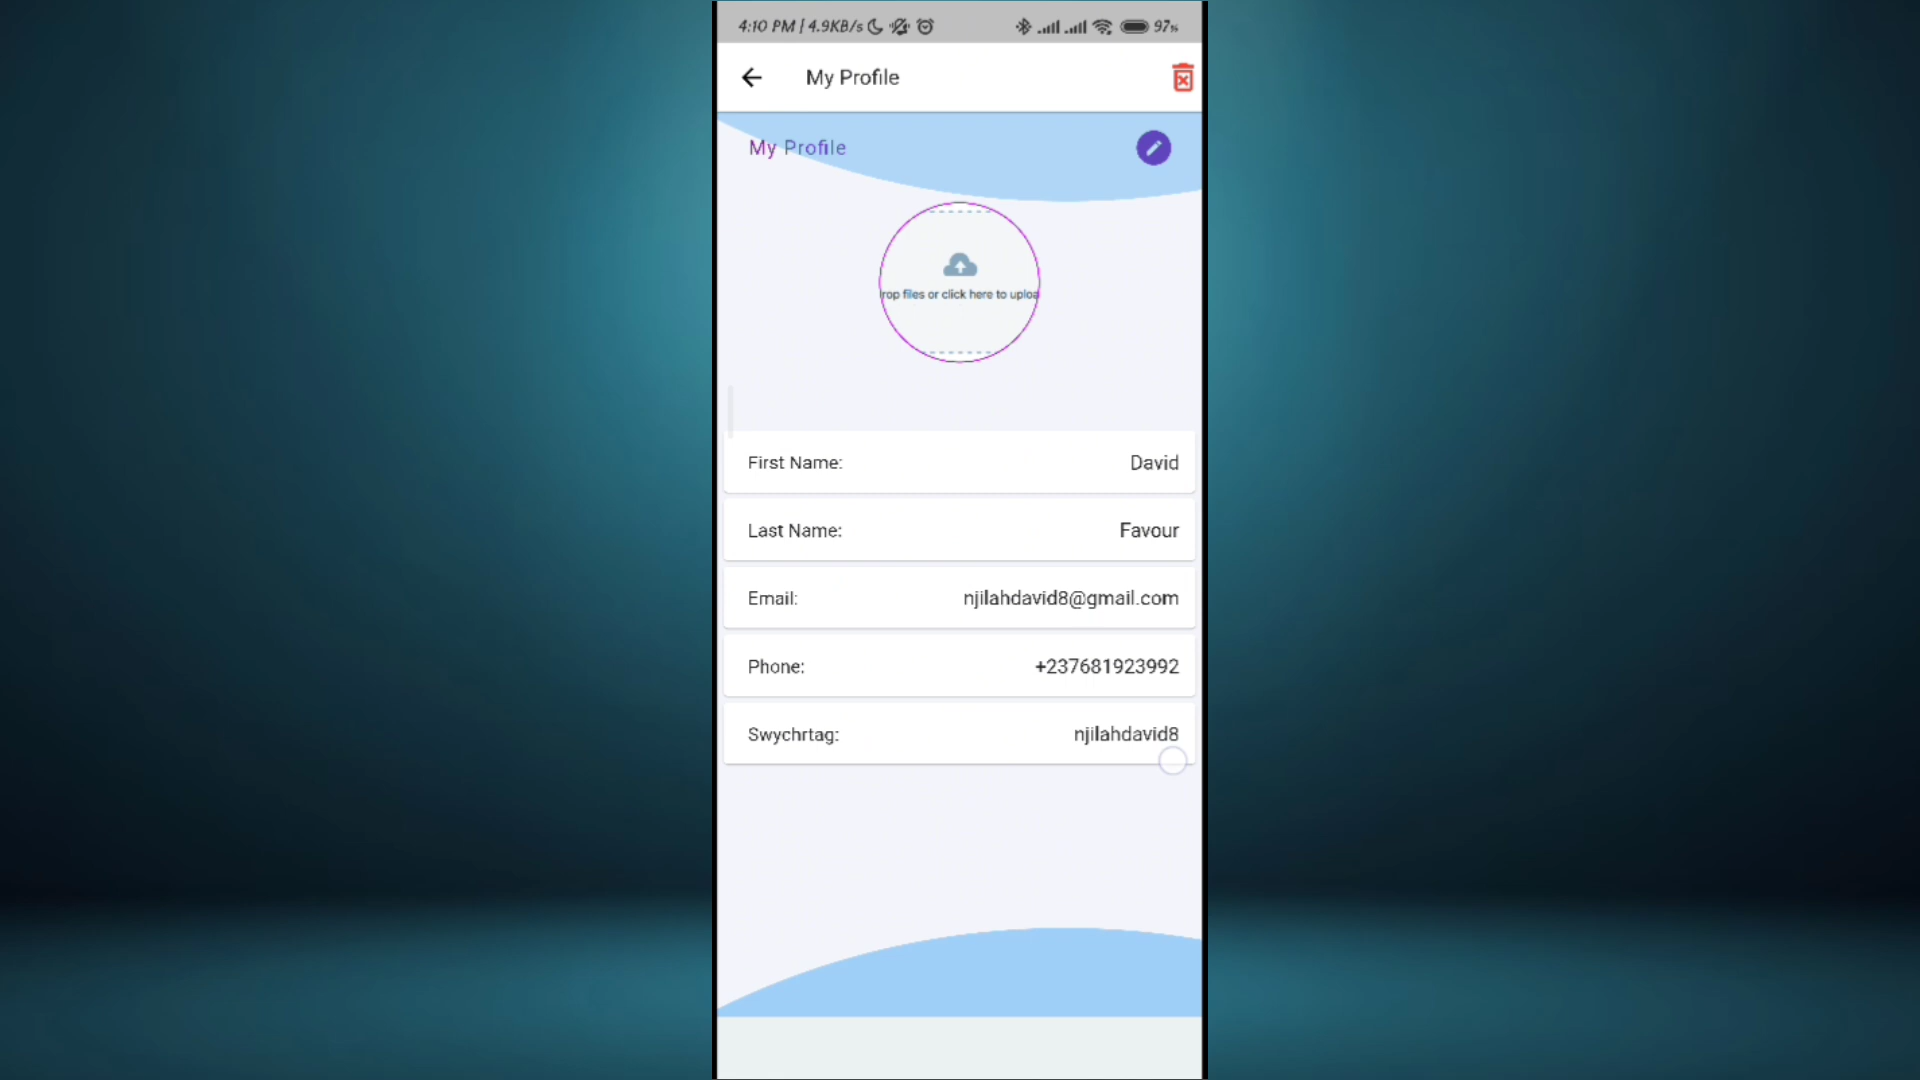 4:10 PM | 4.9KB/s 97%
My Profile
My Profile
rop files or click here to uploa
First Name: David
Last Name: Favour
Email: njilahdavid8@gmail.com
Phone: +237681923992
Swychrtag: njilahdavid8